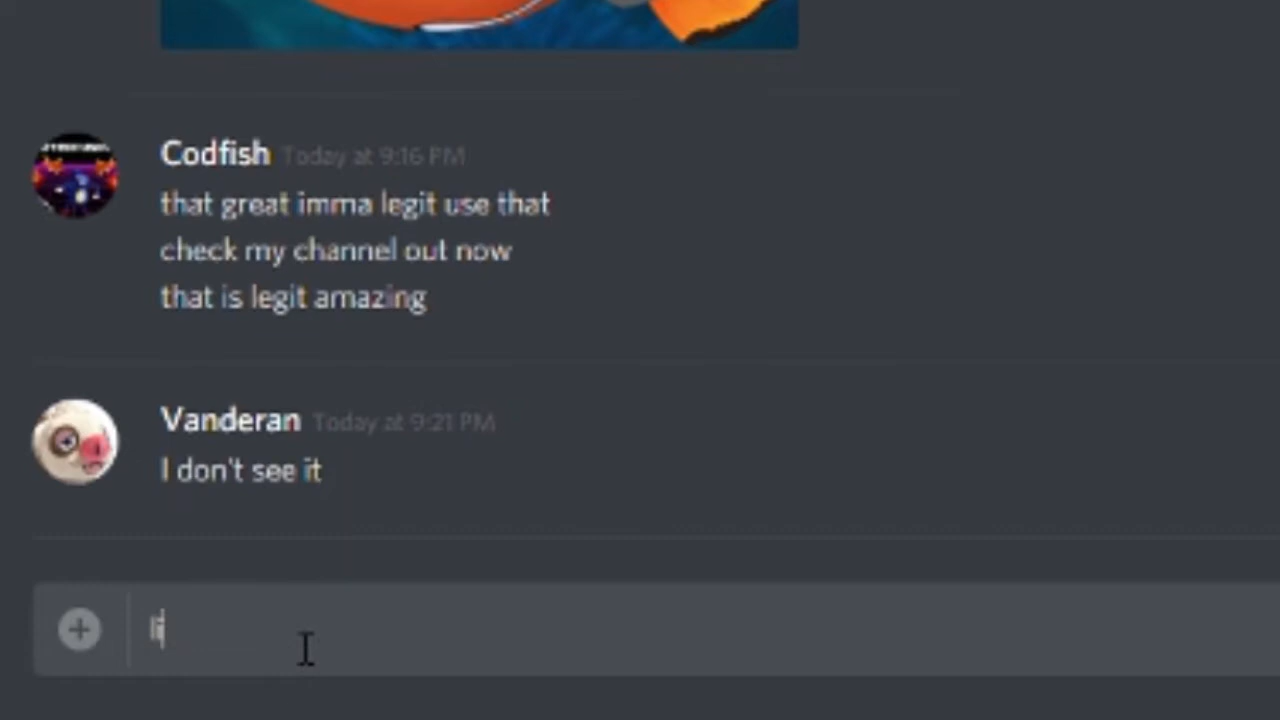 Codfish Today at 9:16 PM
that great imma legit use that
check my channel out now
that is legit amazing
Vanderan Today at 9:21 PM
I don't see it